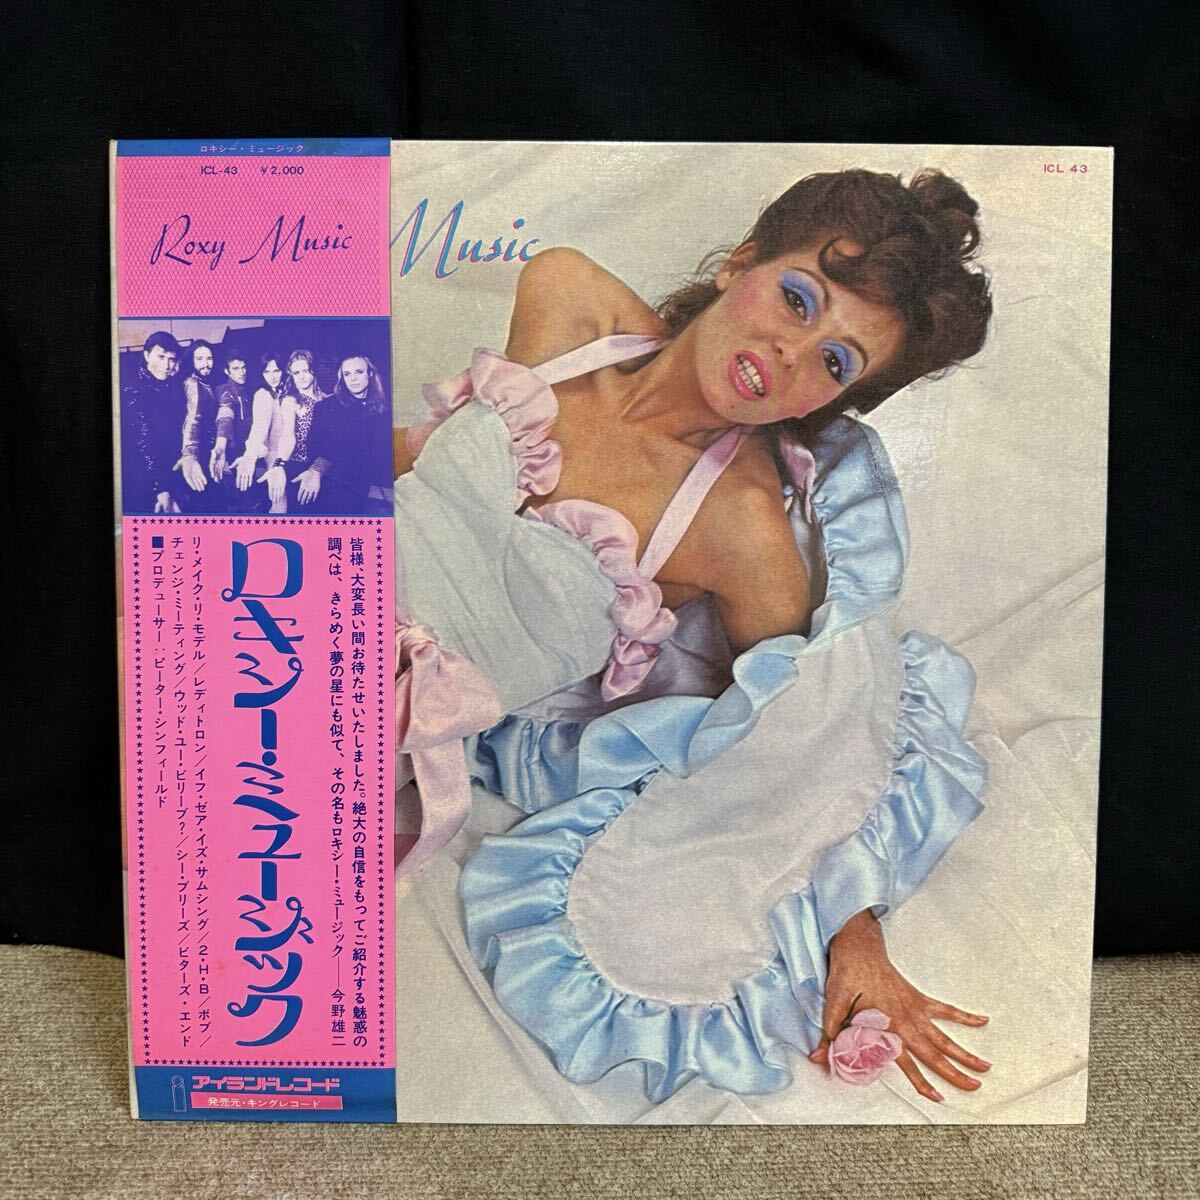 ロキシー・ミュージック
ICL-43 ￥2,000
Roxy Music
Music
ICL 43
皆様、大変長い間お待たせいたしました。絶大の自信をもってご紹介する魅惑の
調べは、きらめく夢の星にも似て、その名もロキシー・ミュージック——今野雄二
ロキシー・ミュージック
リ・メイク・リ・モデル／レディトロン／イフ・ゼア・イズ・サムシング／2・H・B／ボブ／
チェンジ・ミーティング／ウッド・ユー・ビリーブ?／シー・ブリーズ／ビターズ・エンド
■プロデューサー：ピーター・シンフィールド
アイランドレコード
発売元・キングレコード